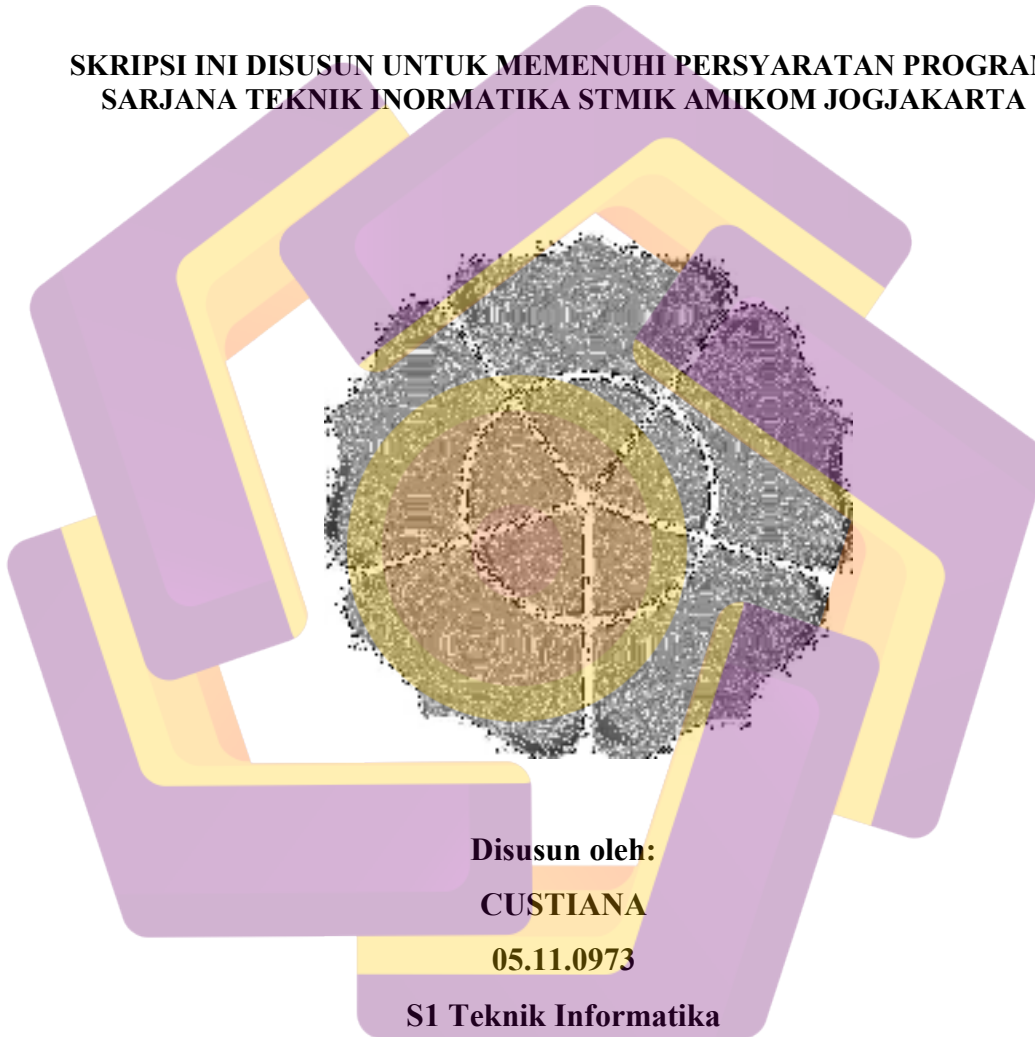 SKRIPSI INI DISUSUN UNTUK MEMENUHI PERSYARATAN PROGRAM
SARJANA TEKNIK INORMATIKA STMIK AMIKOM JOGJAKARTA
Disusun oleh:
CUSTIANA
05.11.0973
S1 Teknik Informatika